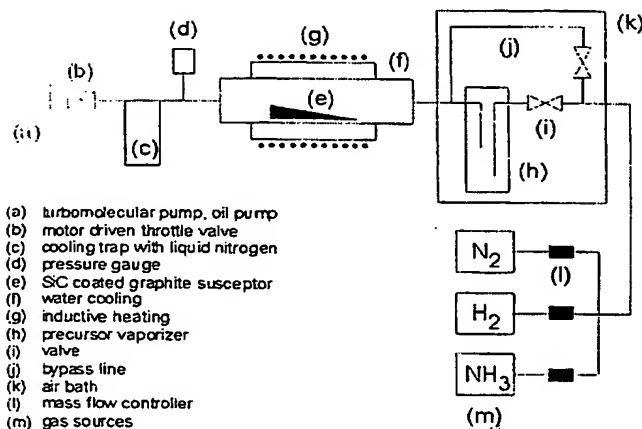 (d)
(g)
(f)
(j)
(k)
(b)
(e)
(a)
(c)
(i)
(h)
N2
(l)
H2
NH3
(m)
(a) turbomolecular pump, oil pump
(b) motor driven throttle valve
(c) cooling trap with liquid nitrogen
(d) pressure gauge
(e) SiC coated graphite susceptor
(f) water cooling
(g) inductive heating
(h) precursor vaporizer
(i) valve
(j) bypass line
(k) air bath
(l) mass flow controller
(m) gas sources